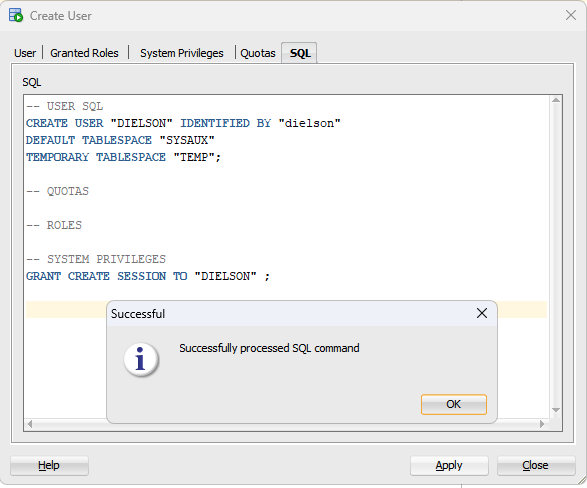 Create User
User
Granted Roles
System Privileges
Quotas
SQL
SQL
-- USER SQL
CREATE USER "DIELSON" IDENTIFIED BY "dielson"
DEFAULT TABLESPACE "SYSAUX"
TEMPORARY TABLESPACE "TEMP";
-- QUOTAS
-- ROLES
-- SYSTEM PRIVILEGES
GRANT CREATE SESSION TO "DIELSON" ;
Successful
Successfully processed SQL command
OK
Help
Apply
Close